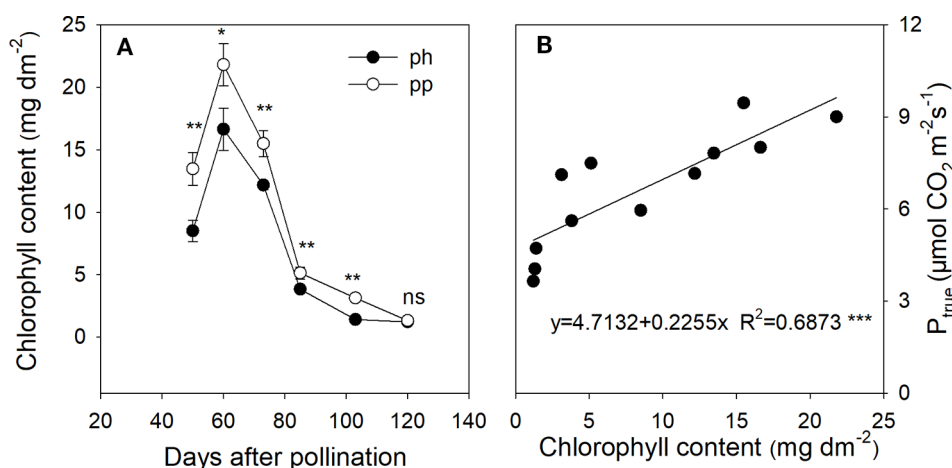 A
Chlorophyll content (mg dm⁻²)
25
20
15
10
5
0
**
*
**
**
**
ns
ph
pp
20 40 60 80 100 120 140
Days after pollination
B
12
9
6
3
0
P_true (µmol CO₂ m⁻²s⁻¹)
y=4.7132+0.2255x R²=0.6873 ***
0 5 10 15 20 25
Chlorophyll content (mg dm⁻²)